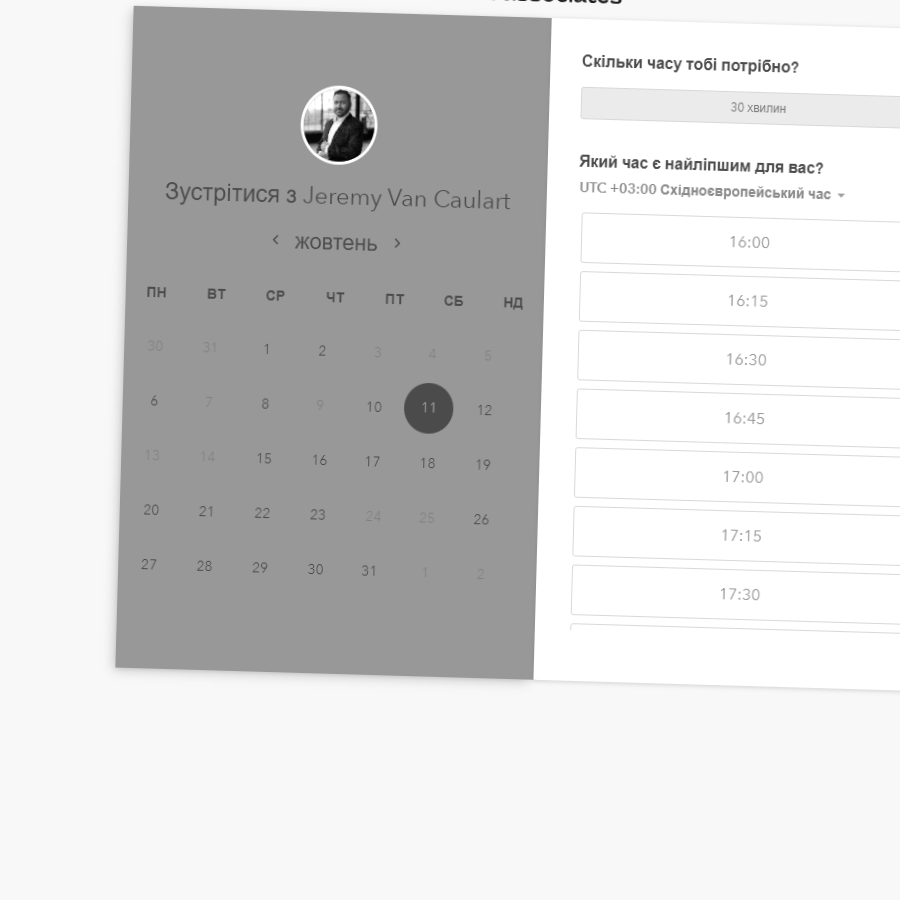 Зустрітися з Jeremy Van Caulart
жовтень
ПН ВТ СР ЧТ ПТ СБ НД
30 31 1 2 3 4 5
6 7 8 9 10 11 12
13 14 15 16 17 18 19
20 21 22 23 24 25 26
27 28 29 30 31 1 2
Скільки часу тобі потрібно?
30 хвилин
Який час є найліпшим для вас?
UTC +03:00 Східноєвропейський час
16:00
16:15
16:30
16:45
17:00
17:15
17:30